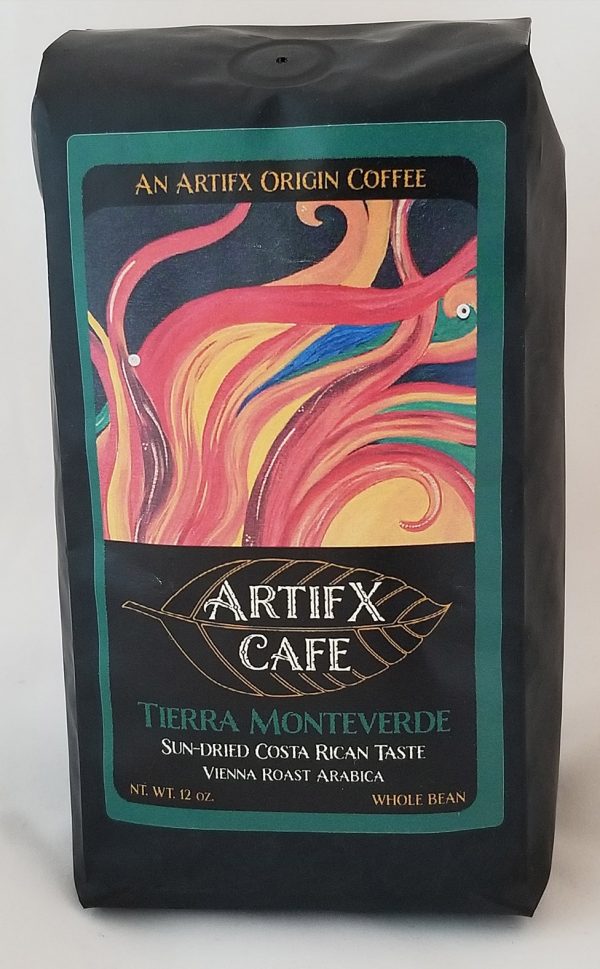 An Artifx Origin Coffee
ArtifX
Cafe
Tierra Monteverde
Sun-dried Costa Rican Taste
Vienna Roast Arabica
Nt. Wt. 12 oz.
Whole Bean